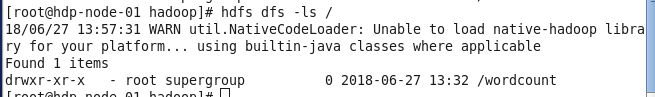 [root@hdp-node-01 hadoop]# hdfs dfs -ls /
18/06/27 13:57:31 WARN util.NativeCodeLoader: Unable to load native-hadoop libra
ry for your platform... using builtin-java classes where applicable
Found 1 items
drwxr-xr-x   - root supergroup          0 2018-06-27 13:32 /wordcount
[root@hdp-node-01 hadoop]#